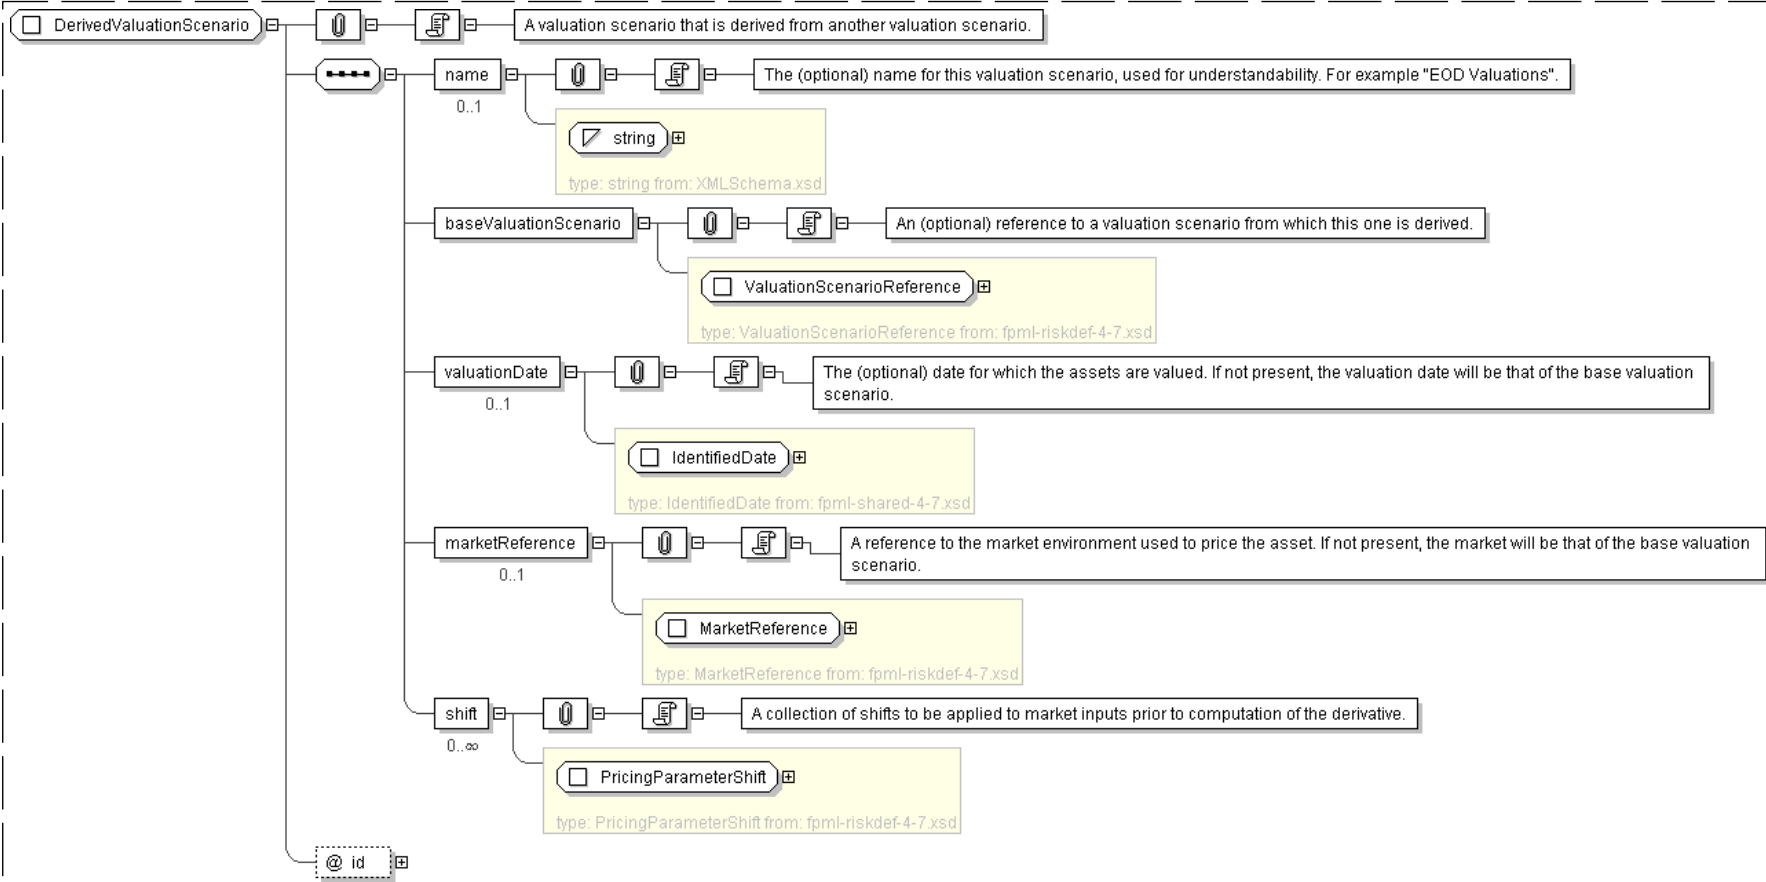 DerivedValuationScenario
A valuation scenario that is derived from another valuation scenario.
name
The (optional) name for this valuation scenario, used for understandability. For example "EOD Valuations".
0..1
string
type: string from: XMLSchema.xsd
baseValuationScenario
An (optional) reference to a valuation scenario from which this one is derived.
ValuationScenarioReference
type: ValuationScenarioReference from: fpml-riskdef-4-7.xsd
valuationDate
The (optional) date for which the assets are valued. If not present, the valuation date will be that of the base valuation
scenario.
0..1
IdentifiedDate
type: IdentifiedDate from: fpml-shared-4-7.xsd
marketReference
A reference to the market environment used to price the asset. If not present, the market will be that of the base valuation
scenario.
0..1
MarketReference
type: MarketReference from: fpml-riskdef-4-7.xsd
shift
A collection of shifts to be applied to market inputs prior to computation of the derivative.
0..∞
PricingParameterShift
type: PricingParameterShift from: fpml-riskdef-4-7.xsd
@ id